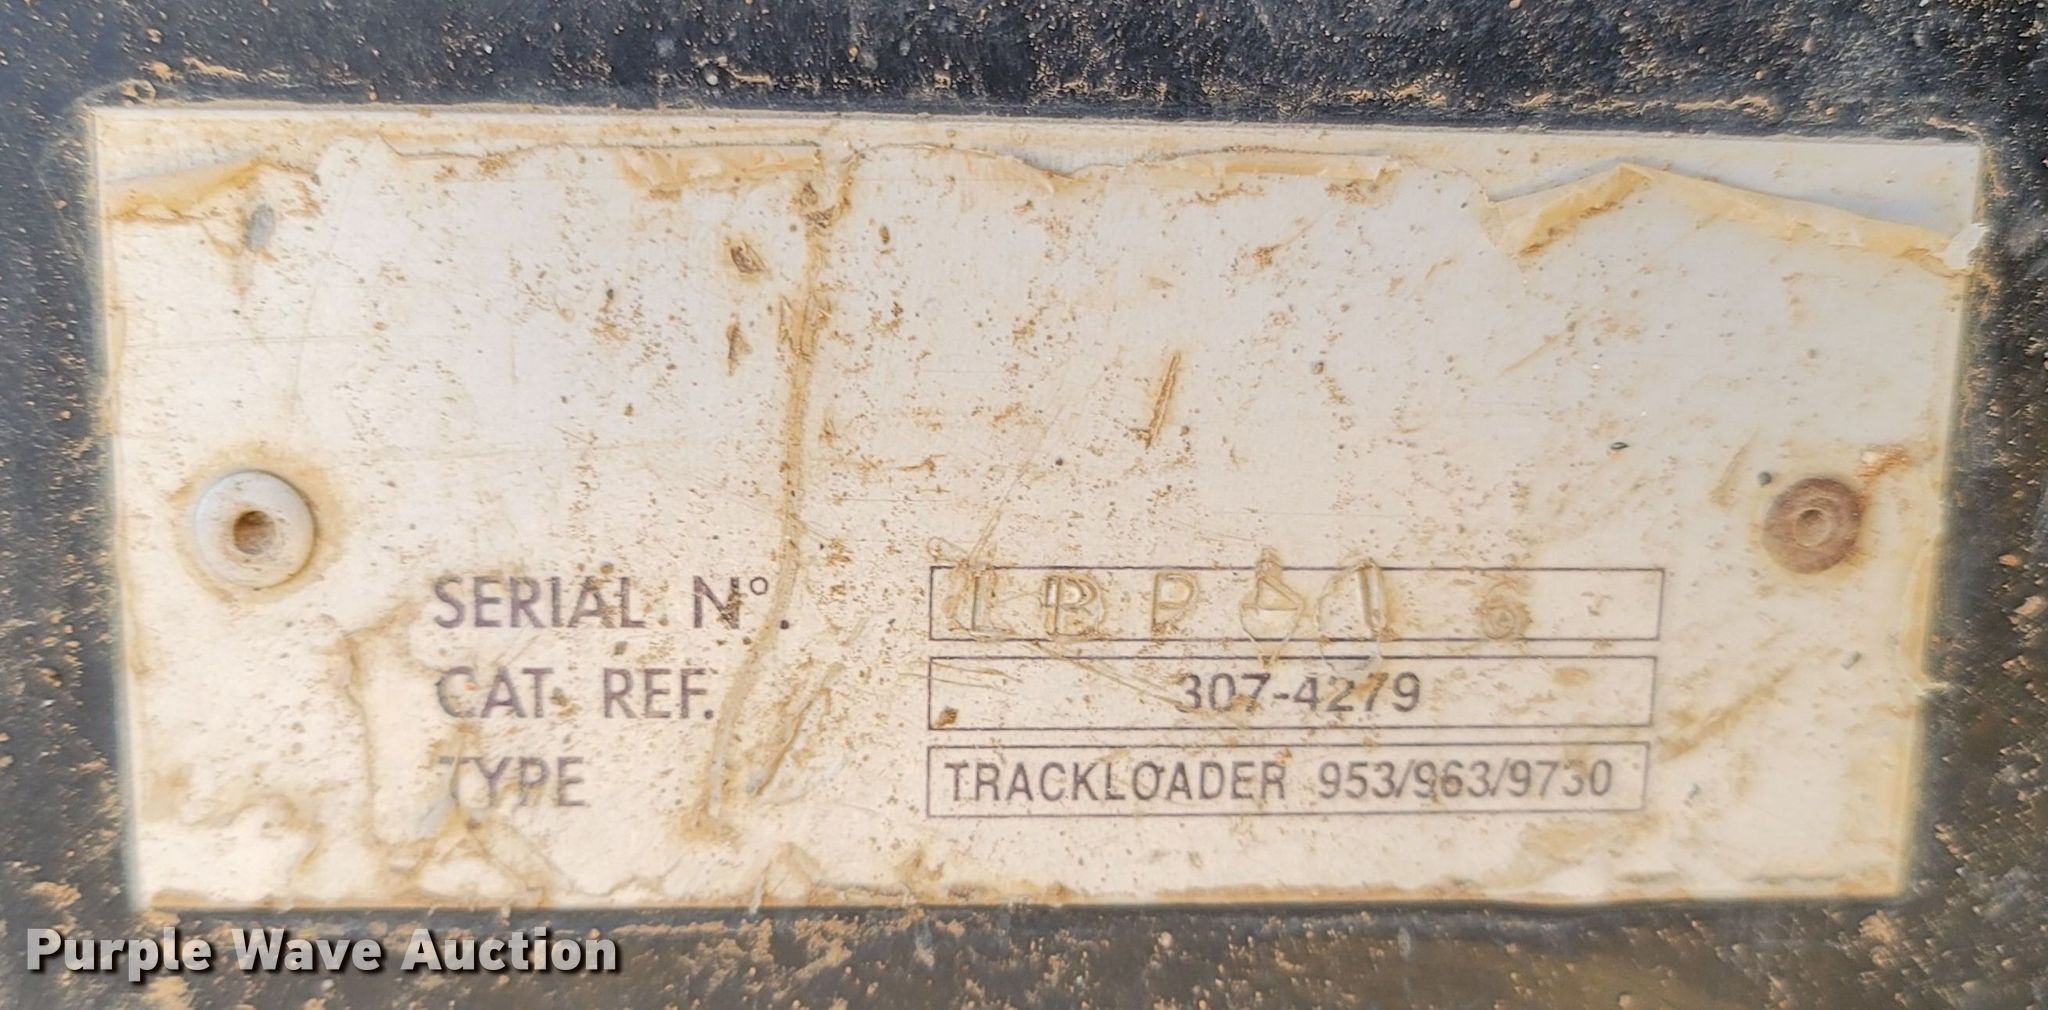 SERIAL N°.
CAT. REF. 307-4279
TYPE TRACKLOADER 953/963/9730
Purple Wave Auction